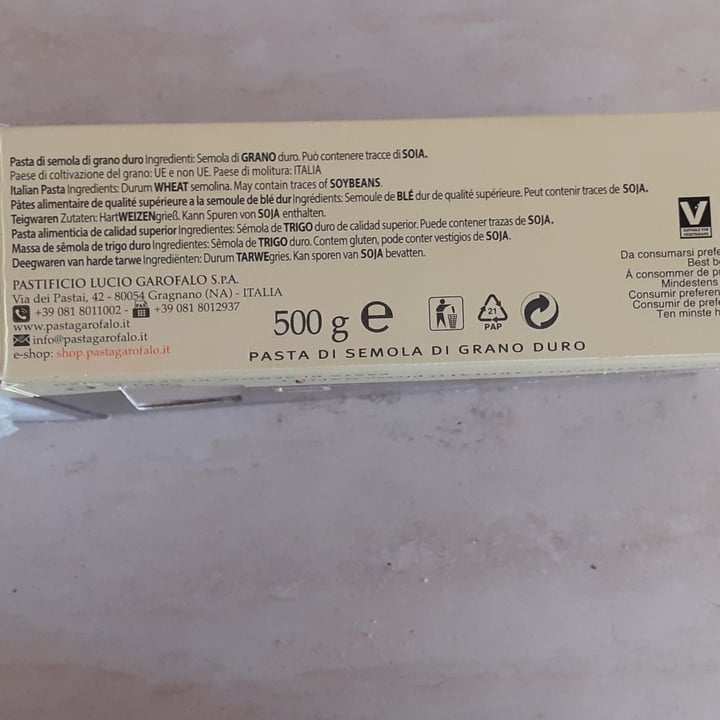 Pasta di semola di grano duro Ingredienti: Semola di GRANO duro. Può contenere tracce di SOIA.
Paese di coltivazione del grano: UE e non UE. Paese di molitura: ITALIA
Italian Pasta Ingredients: Durum WHEAT semolina. May contain traces of SOYBEANS.
Pâtes alimentaire de qualité supérieure a la semoule de blé dur Ingrédients: Semoule de BLÉ dur de qualité supérieure. Peut contenir traces de SOJA.
Teigwaren Zutaten: HartWEIZENgrieß. Kann Spuren von SOJA enthalten.
Pasta alimenticia de calidad superior Ingredientes: Sémola de TRIGO duro de calidad superior. Puede contener trazas de SOJA.
Massa de sêmola de trigo duro Ingredientes: Sêmola de TRIGO duro. Contem gluten, pode conter vestigios de SOJA.
Deegwaren van harde tarwe Ingrediënten: Durum TARWEgries. Kan sporen van SOJA bevatten.
PASTIFICIO LUCIO GAROFALO S.P.A.
Via dei Pastai, 42 - 80054 Gragnano (NA) - ITALIA
+39 081 8011002 - FAX +39 081 8012937
www.pastagarofalo.it
info@pastagarofalo.it
e-shop: shop.pastagarofalo.it
500 g e
21
PAP
PASTA DI SEMOLA DI GRANO DURO
V
SUITABLE FOR
VEGETARIANS
Da consumarsi prefe
Best b
À consommer de p
Mindestens
Consumir preferen
Consumir de prefe
Ten minste h